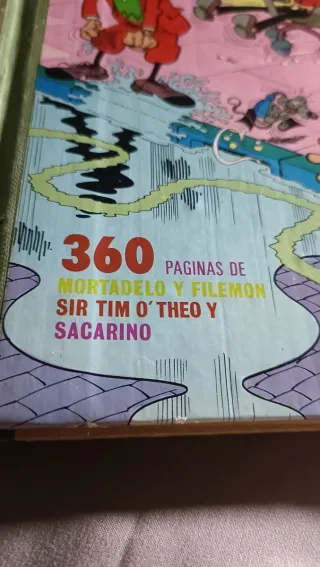 360 PAGINAS DE
MORTADELO Y FILEMON
SIR TIM O'THEO Y
SACARINO